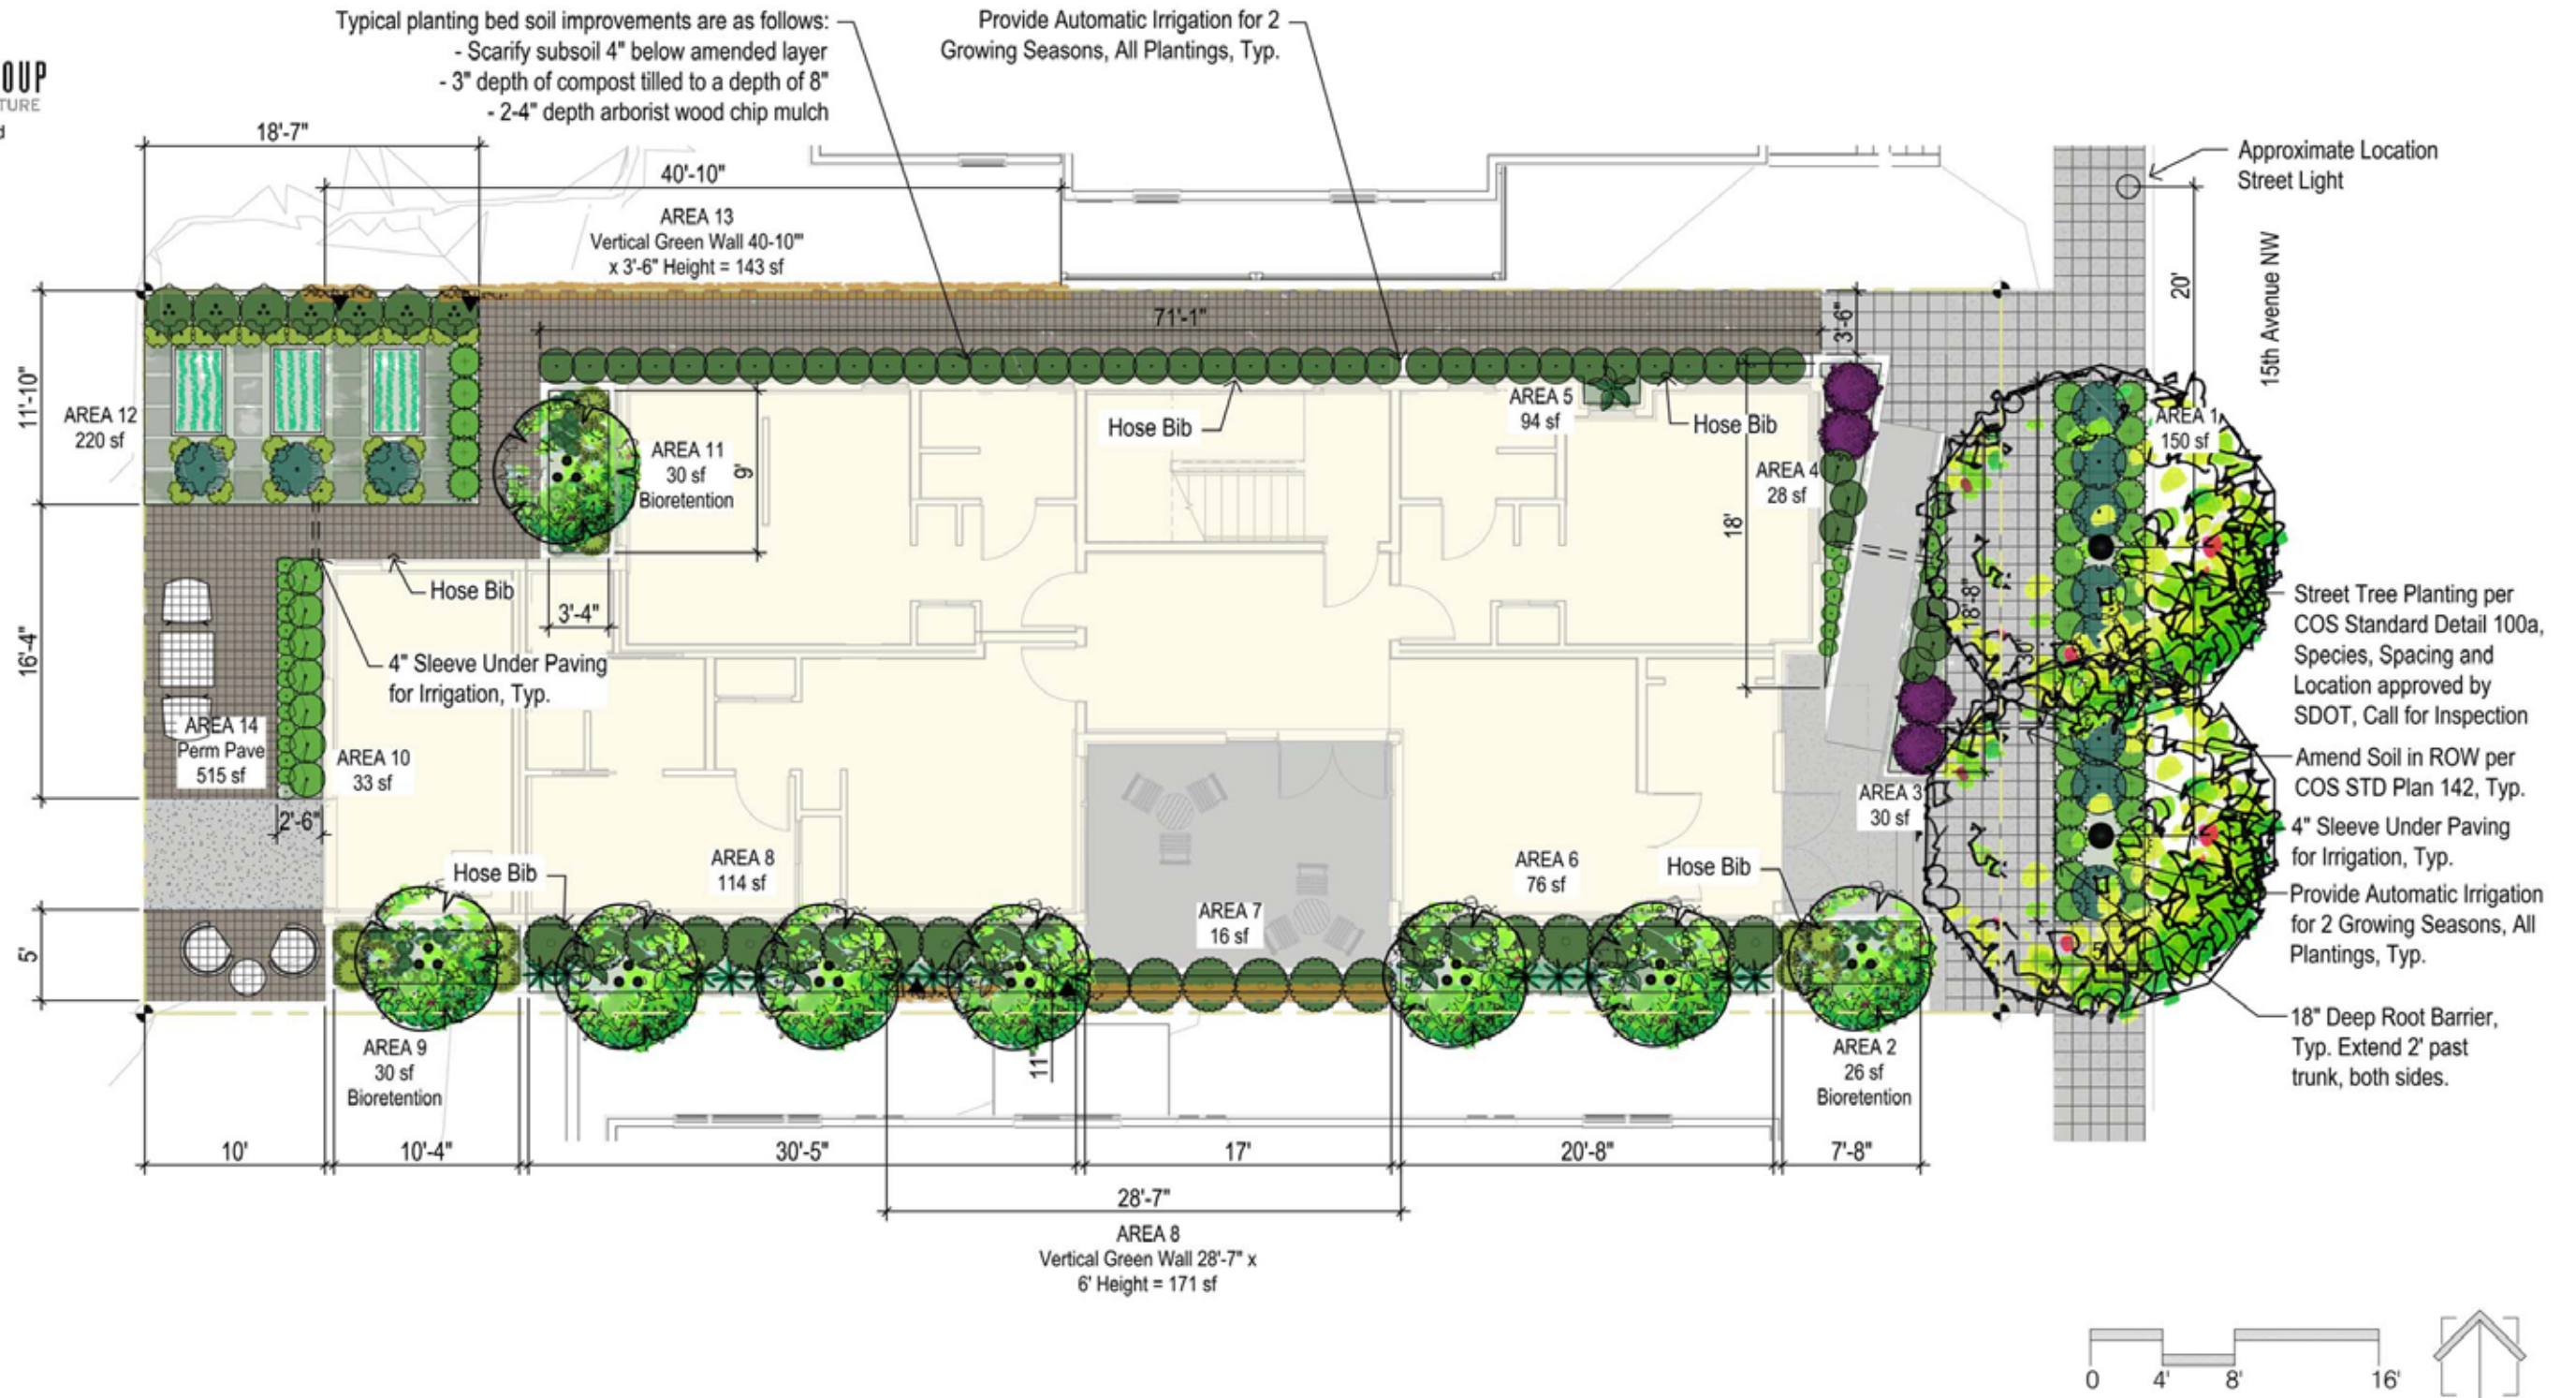 OUP
TURE
d
Typical planting bed soil improvements are as follows:
- Scarify subsoil 4" below amended layer
- 3" depth of compost tilled to a depth of 8"
- 2-4" depth arborist wood chip mulch
Provide Automatic Irrigation for 2
Growing Seasons, All Plantings, Typ.
18'-7"
40'-10"
AREA 13
Vertical Green Wall 40-10'"
x 3'-6" Height = 143 sf
Approximate Location
Street Light
15th Avenue NW
20'
71'-1"
3'-6"
11'-10"
AREA 12
220 sf
AREA 11
30 sf
Bioretention
9'
Hose Bib
AREA 5
94 sf
Hose Bib
AREA 4
28 sf
18'
AREA 1
150 sf
Hose Bib
3'-4"
4" Sleeve Under Paving
for Irrigation, Typ.
16'-4"
AREA 14
Perm Pave
515 sf
AREA 10
33 sf
2'-6"
18'-8"
30'
Street Tree Planting per
COS Standard Detail 100a,
Species, Spacing and
Location approved by
SDOT, Call for Inspection
Amend Soil in ROW per
COS STD Plan 142, Typ.
4" Sleeve Under Paving
for Irrigation, Typ.
Provide Automatic Irrigation
for 2 Growing Seasons, All
Plantings, Typ.
18" Deep Root Barrier,
Typ. Extend 2' past
trunk, both sides.
AREA 3
30 sf
Hose Bib
AREA 8
114 sf
AREA 7
16 sf
AREA 6
76 sf
Hose Bib
5'
5'
11"
AREA 9
30 sf
Bioretention
AREA 2
26 sf
Bioretention
10'
10'-4"
30'-5"
17'
20'-8"
7'-8"
28'-7"
AREA 8
Vertical Green Wall 28'-7" x
6' Height = 171 sf
0
4'
8'
16'